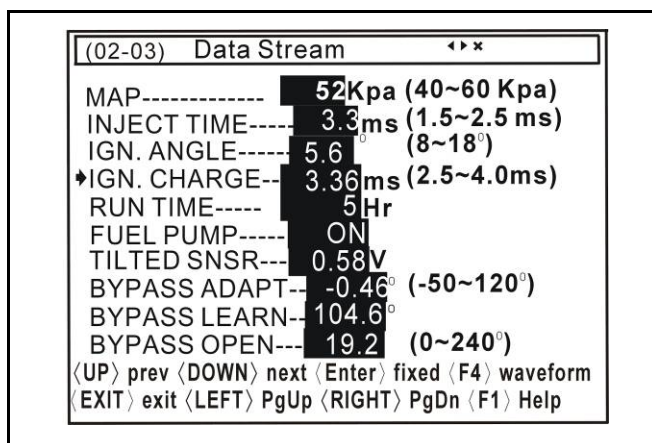 (02-03) Data Stream
MAP------------- 52Kpa (40~60 Kpa)
INJECT TIME----- 3.3ms (1.5~2.5 ms)
IGN. ANGLE----- 5.6° (8~18°)
IGN. CHARGE-- 3.36ms (2.5~4.0ms)
RUN TIME----- 5Hr
FUEL PUMP----- ON
TILTED SNSR--- 0.58V
BYPASS ADAPT-- -0.46° (-50~120°)
BYPASS LEARN-- 104.6°
BYPASS OPEN--- 19.2 (0~240°)
〈UP〉 prev 〈DOWN〉 next 〈Enter〉 fixed 〈F4〉 waveform
〈EXIT〉 exit 〈LEFT〉 PgUp 〈RIGHT〉 PgDn 〈F1〉 Help